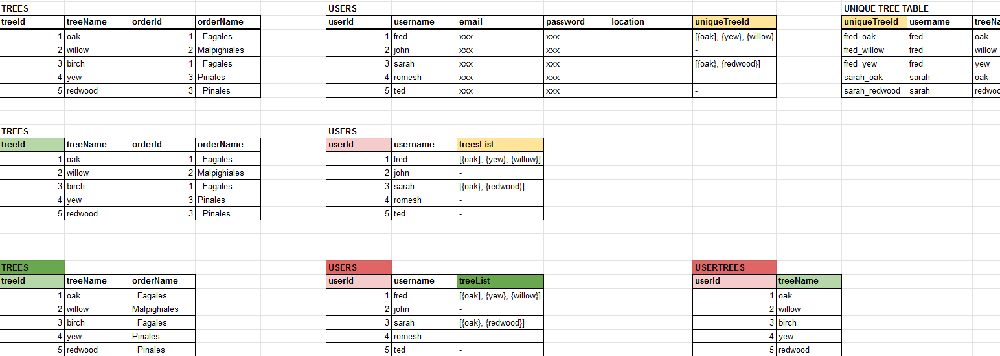 TREES USERS UNIQUE TREE TABLE
treeId treeName orderId orderName userId username email password location uniqueTreeId uniqueTreeId username treeNa
1 oak 1 Fagales 1 fred xxx xxx [{oak], {yew}, {willow} fred_oak fred oak
2 willow 2 Malpighiales 2 john xxx xxx - fred_willow fred willow
3 birch 1 Fagales 3 sarah xxx xxx [{oak}, {redwood}] fred_yew fred yew
4 yew 3 Pinales 4 romesh xxx xxx - sarah_oak sarah oak
5 redwood 3 Pinales 5 ted xxx xxx - sarah_redwood sarah redwoo
TREES USERS
treeId treeName orderId orderName userId username treesList
1 oak 1 Fagales 1 fred [{oak], {yew}, {willow}]
2 willow 2 Malpighiales 2 john -
3 birch 1 Fagales 3 sarah [{oak}, {redwood}]
4 yew 3 Pinales 4 romesh -
5 redwood 3 Pinales 5 ted -
TREES USERS USERTREES
treeId treeName orderName userId username treeList userId treeName
1 oak Fagales 1 fred [{oak], {yew}, {willow}] 1 oak
2 willow Malpighiales 2 john - 2 willow
3 birch Fagales 3 sarah [{oak}, {redwood}] 3 birch
4 yew Pinales 4 romesh - 4 yew
5 redwood Pinales 5 ted - 5 redwood